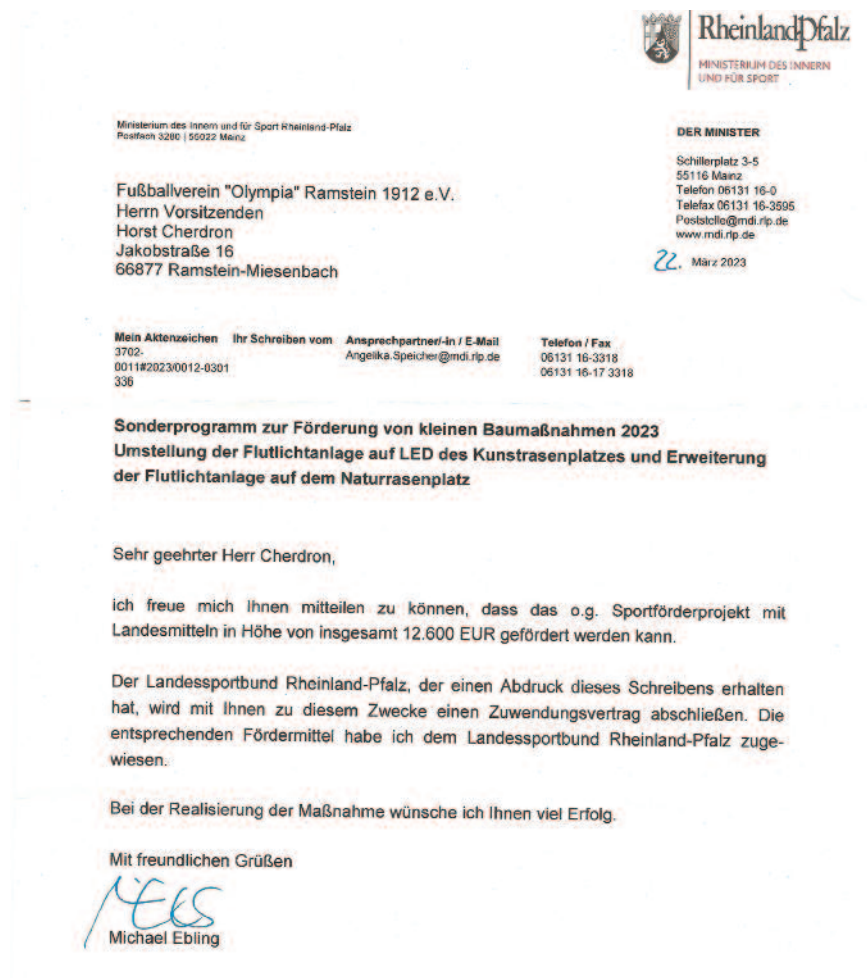 RheinlandPfalz
MINISTERIUM DES INNERN
UND FÜR SPORT
Ministerium des Innern und für Sport Rheinland-Pfalz
Postfach 3280 | 55022 Mainz
DER MINISTER
Schillerplatz 3-5
55116 Mainz
Telefon 06131 16-0
Telefax 06131 16-3595
Poststelle@mdi.rlp.de
www.mdi.rlp.de
22. März 2023
Fußballverein "Olympia" Ramstein 1912 e.V.
Herrn Vorsitzenden
Horst Cherdron
Jakobstraße 16
66877 Ramstein-Miesenbach
Mein Aktenzeichen Ihr Schreiben vom Ansprechpartner/-in / E-Mail Telefon / Fax
3702- Angelika.Speicher@mdi.rlp.de 06131 16-3318
0011#2023/0012-0301 06131 16-17 3318
336
Sonderprogramm zur Förderung von kleinen Baumaßnahmen 2023
Umstellung der Flutlichtanlage auf LED des Kunstrasenplatzes und Erweiterung
der Flutlichtanlage auf dem Naturrasenplatz
Sehr geehrter Herr Cherdron,
ich freue mich Ihnen mitteilen zu können, dass das o.g. Sportförderprojekt mit
Landesmitteln in Höhe von insgesamt 12.600 EUR gefördert werden kann.
Der Landessportbund Rheinland-Pfalz, der einen Abdruck dieses Schreibens erhalten
hat, wird mit Ihnen zu diesem Zwecke einen Zuwendungsvertrag abschließen. Die
entsprechenden Fördermittel habe ich dem Landessportbund Rheinland-Pfalz zuge-
wiesen.
Bei der Realisierung der Maßnahme wünsche ich Ihnen viel Erfolg.
Mit freundlichen Grüßen
Michael Ebling